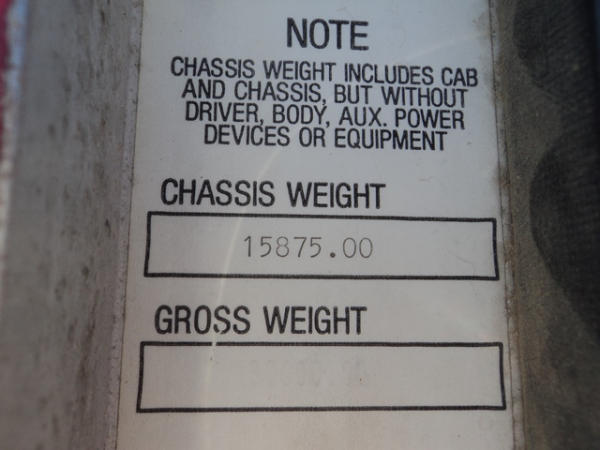 NOTE
CHASSIS WEIGHT INCLUDES CAB
AND CHASSIS, BUT WITHOUT
DRIVER, BODY, AUX. POWER
DEVICES OR EQUIPMENT
CHASSIS WEIGHT
15875.00
GROSS WEIGHT